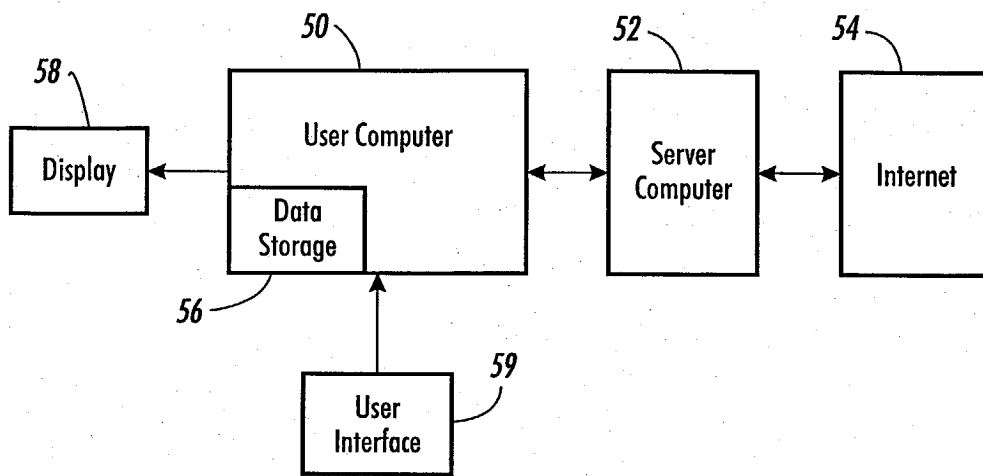 50
52
54
58
User Computer
Display
Server
Computer
Internet
Data
Storage
56
59
User
Interface